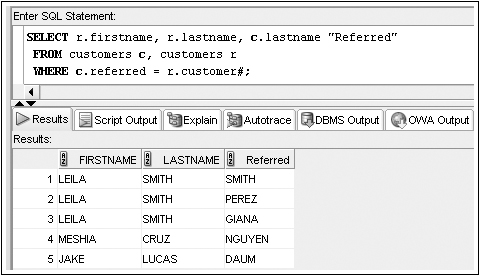 Enter SQL Statement:
SELECT r.firstname, r.lastname, c.lastname "Referred"
FROM customers c, customers r
WHERE c.referred = r.customer#;
Results Script Output Explain Autotrace DBMS Output OWA Output
Results:
FIRSTNAME LASTNAME Referred
1 LEILA SMITH SMITH
2 LEILA SMITH PEREZ
3 LEILA SMITH GIANA
4 MESHIA CRUZ NGUYEN
5 JAKE LUCAS DAUM